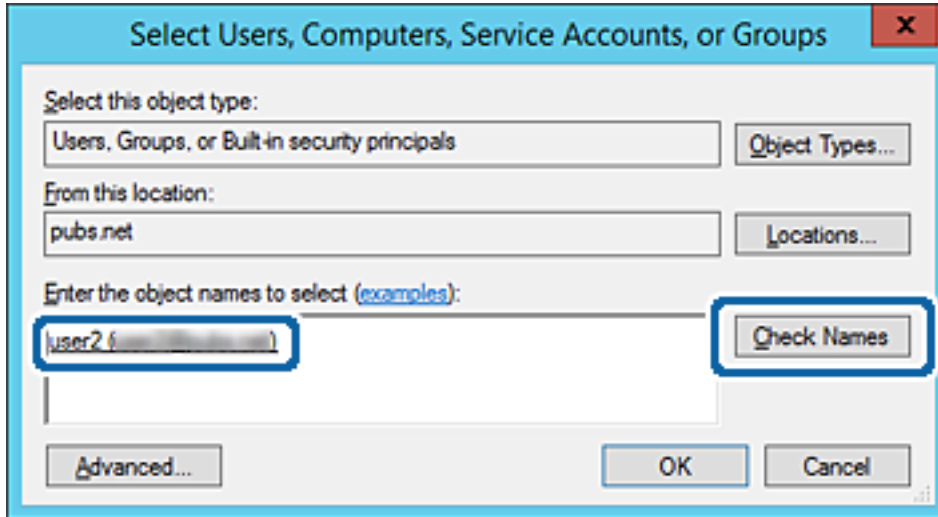 Select Users, Computers, Service Accounts, or Groups
x
Select this object type:
Users, Groups, or Built-in security principals
Object Types...
From this location:
pubs.net
Locations...
Enter the object names to select (examples):
user2 (
)
Check Names
Advanced...
OK
Cancel